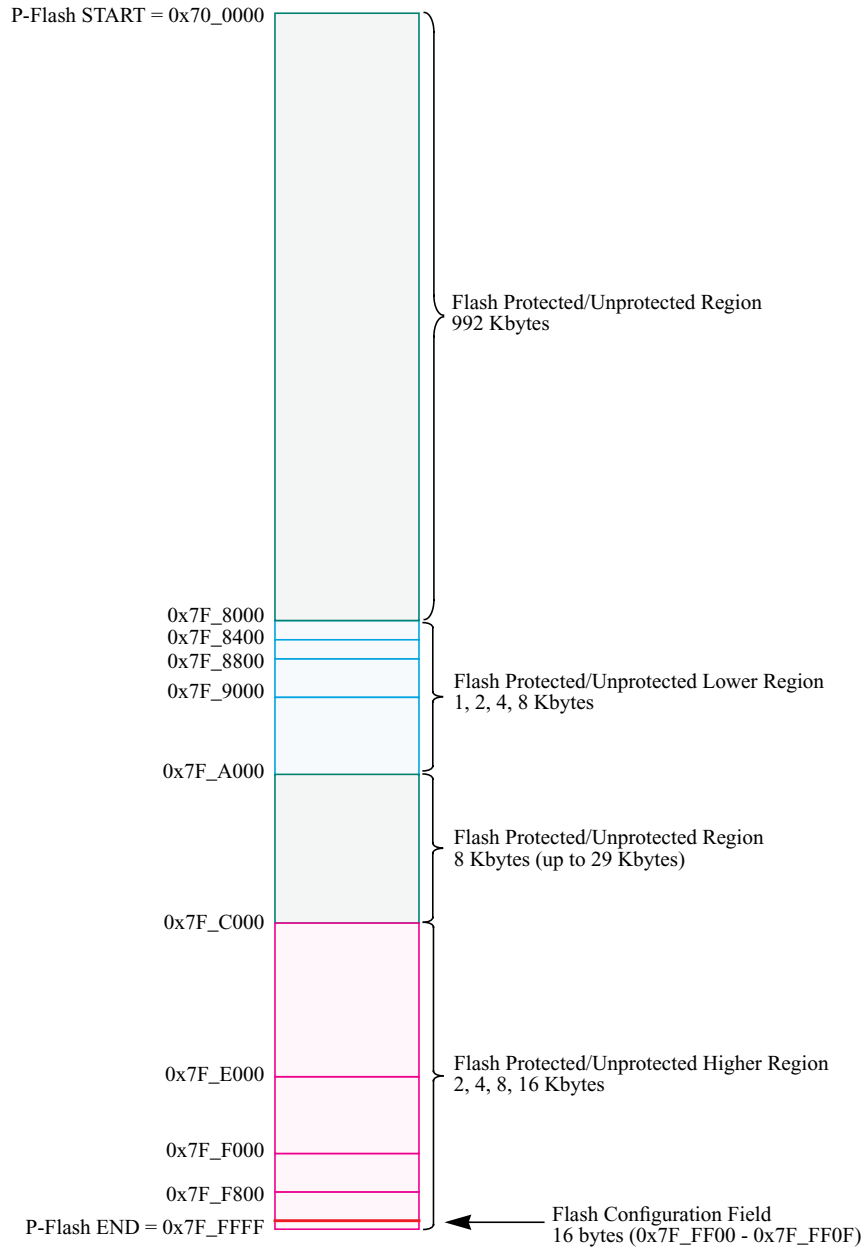 P-Flash START = 0x70_0000
Flash Protected/Unprotected Region
992 Kbytes
0x7F_8000
0x7F_8400
0x7F_8800
0x7F_9000
Flash Protected/Unprotected Lower Region
1, 2, 4, 8 Kbytes
0x7F_A000
Flash Protected/Unprotected Region
8 Kbytes (up to 29 Kbytes)
0x7F_C000
Flash Protected/Unprotected Higher Region
2, 4, 8, 16 Kbytes
0x7F_E000
0x7F_F000
0x7F_F800
P-Flash END = 0x7F_FFFF
Flash Configuration Field
16 bytes (0x7F_FF00 - 0x7F_FF0F)